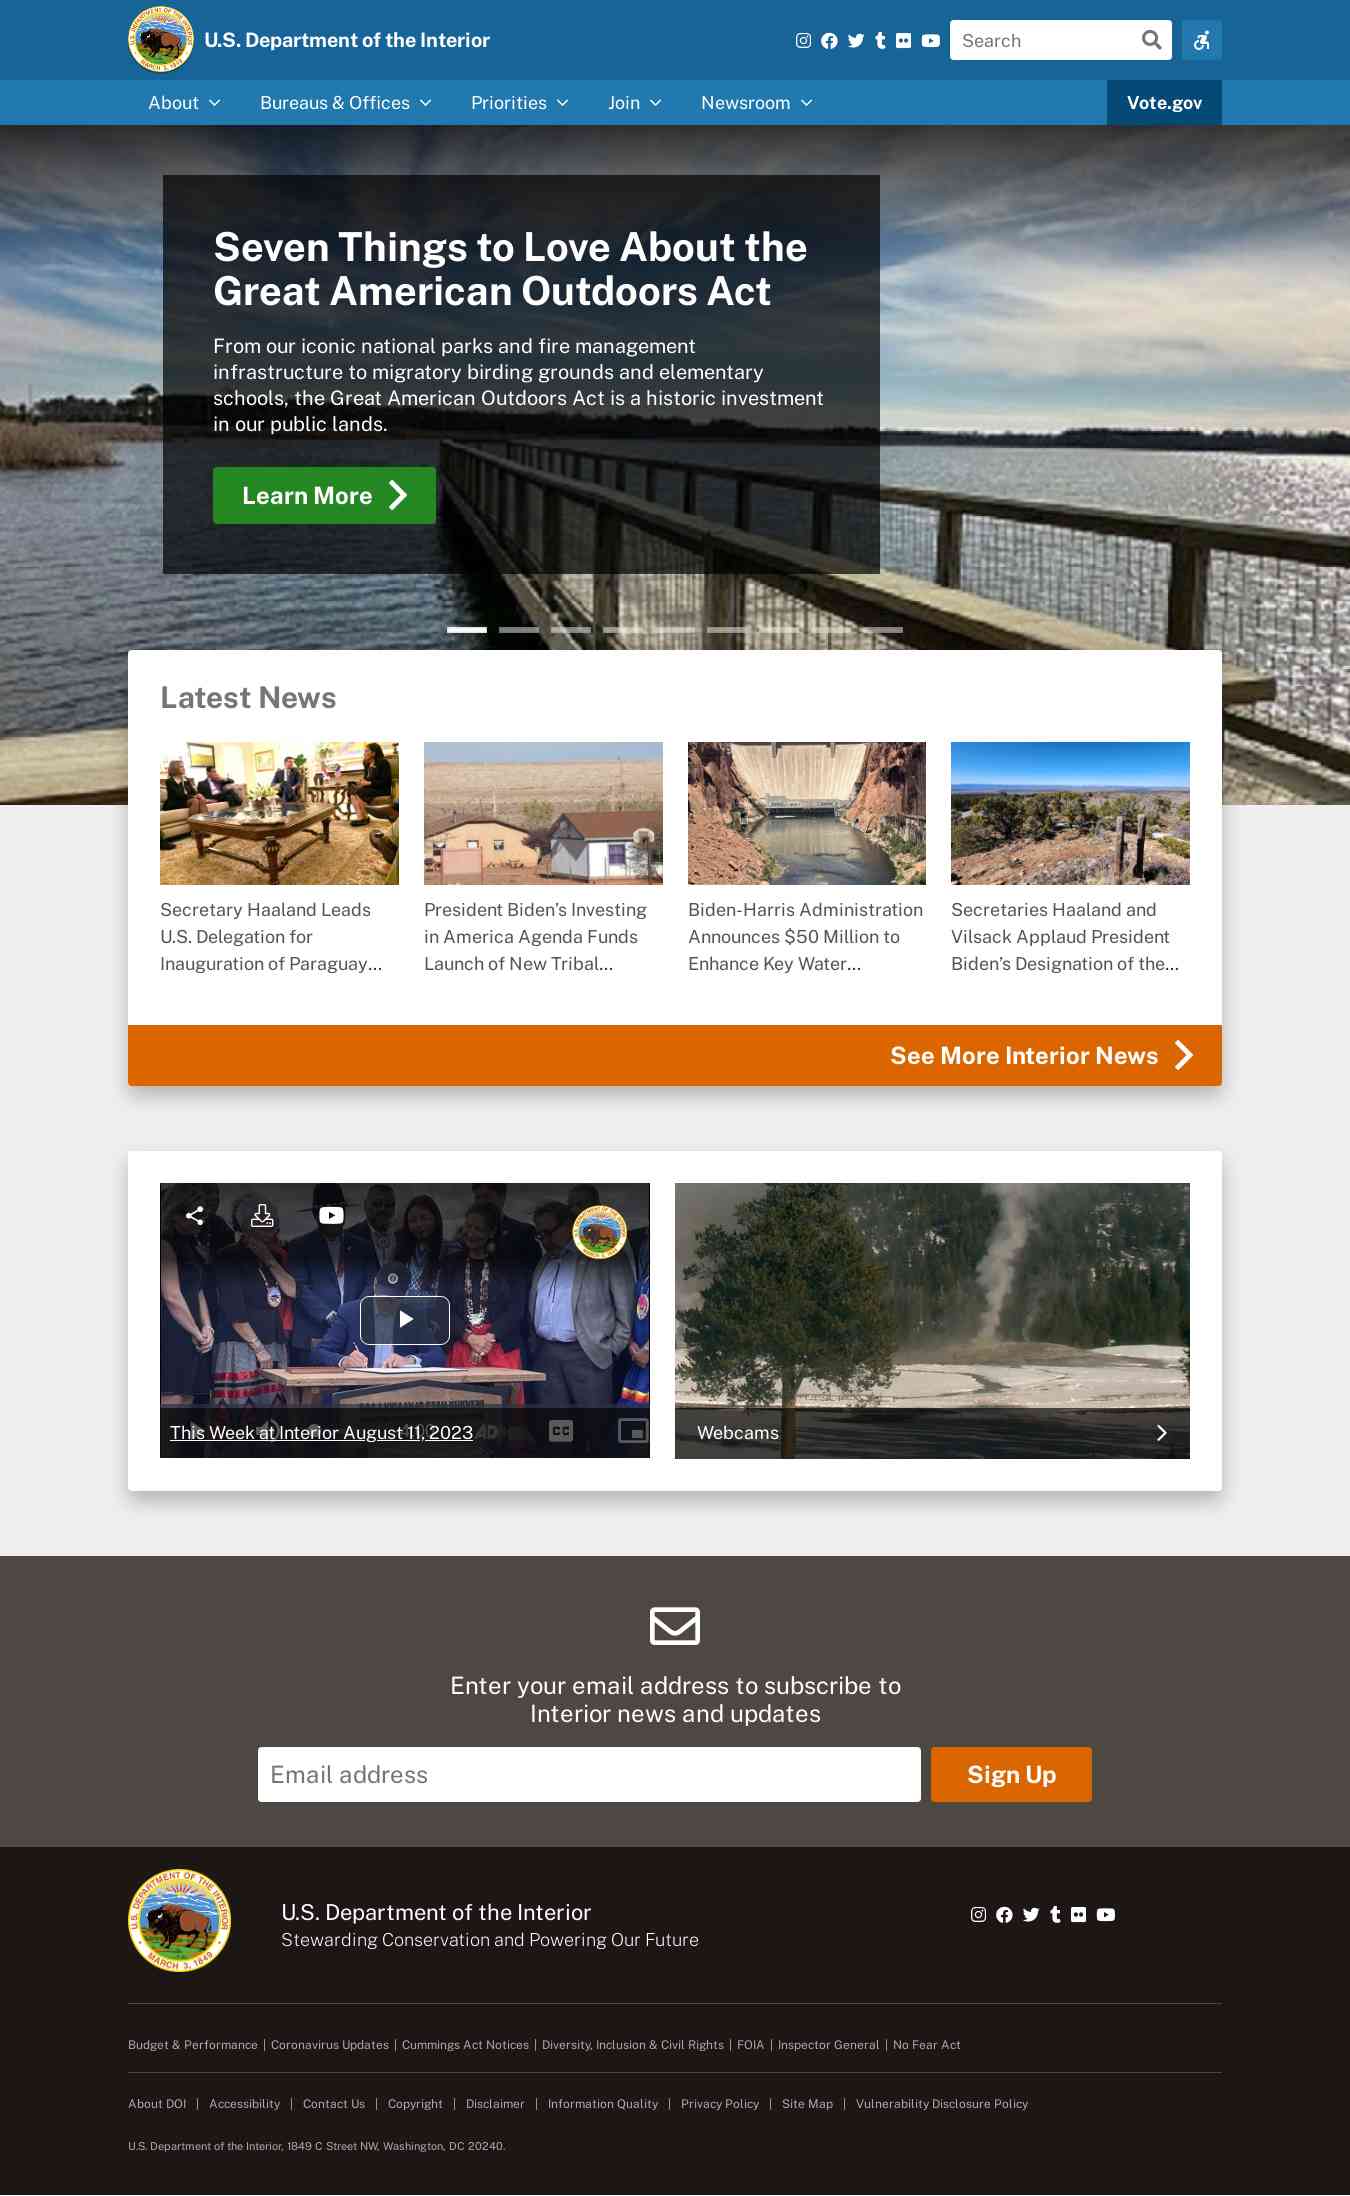 U.S. Department of the Interior
Search
About
Bureaus & Offices
Priorities
Join
Newsroom
Vote.gov
Seven Things to Love About the
Great American Outdoors Act
From our iconic national parks and fire management
infrastructure to migratory birding grounds and elementary
schools, the Great American Outdoors Act is a historic investment
in our public lands.
Learn More
Latest News
Secretary Haaland Leads
U.S. Delegation for
Inauguration of Paraguay...
President Biden's Investing
in America Agenda Funds
Launch of New Tribal...
Biden-Harris Administration
Announces $50 Million to
Enhance Key Water...
Secretaries Haaland and
Vilsack Applaud President
Biden's Designation of the...
See More Interior News
This Week at Interior August 11, 2023
CC
Webcams
Enter your email address to subscribe to
Interior news and updates
Email address
Sign Up
U.S. DEPARTMENT OF THE INTERIOR
MARCH 3, 1849
U.S. Department of the Interior
Stewarding Conservation and Powering Our Future
Budget & Performance | Coronavirus Updates | Cummings Act Notices | Diversity, Inclusion & Civil Rights | FOIA | Inspector General | No Fear Act
About DOI | Accessibility | Contact Us | Copyright | Disclaimer | Information Quality | Privacy Policy | Site Map | Vulnerability Disclosure Policy
U.S. Department of the Interior, 1849 C Street NW, Washington, DC 20240.